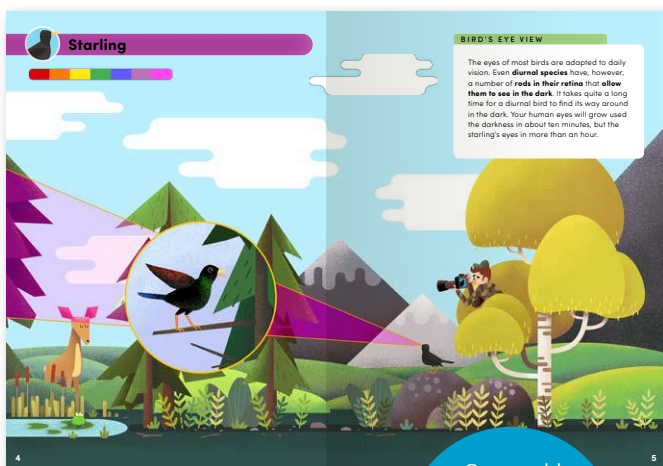 Starling
BIRD'S EYE VIEW
The eyes of most birds are adapted to daily
vision. Even diurnal species have, however,
a number of rods in their retina that allow
them to see in the dark. It takes quite a long
time for a diurnal bird to find its way around
in the dark. Your human eyes will grow used
the darkness in about ten minutes, but the
starling's eyes in more than an hour.
4
5